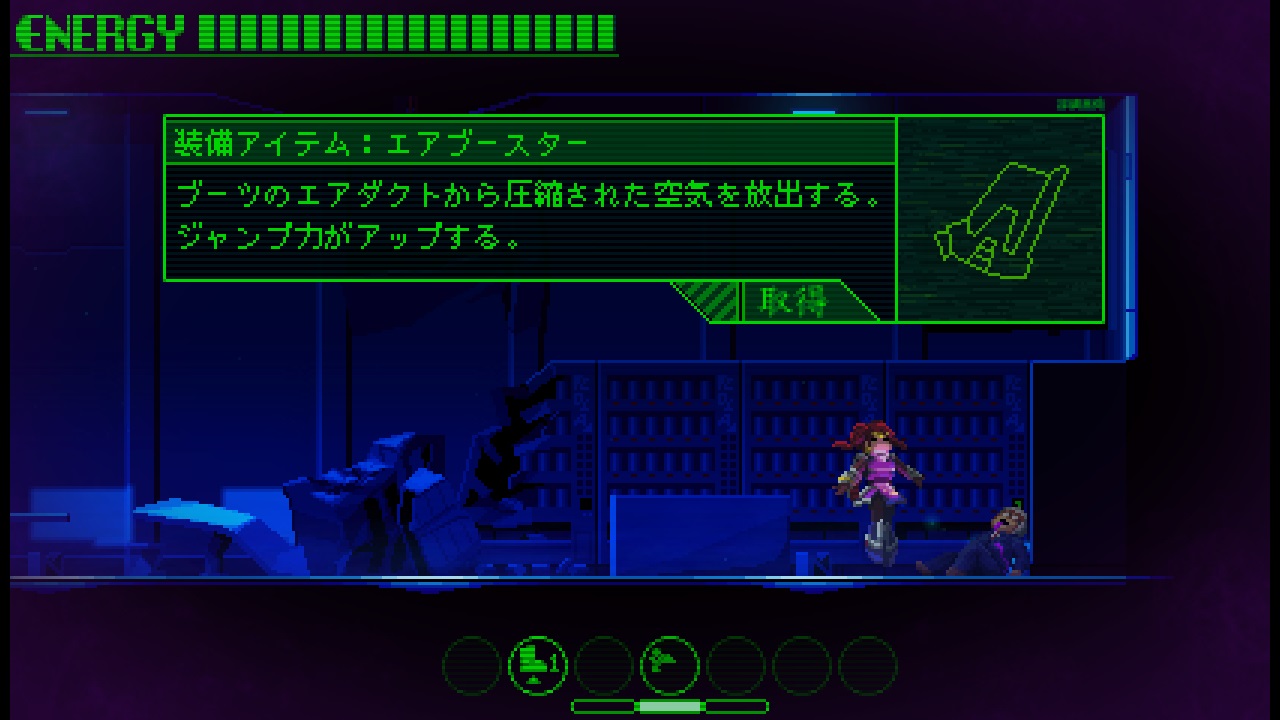 ENERGY
装備アイテム：エアブースター
ブーツのエアダクトから圧縮された空気を放出する。
ジャンプ力がアップする。
取得
1